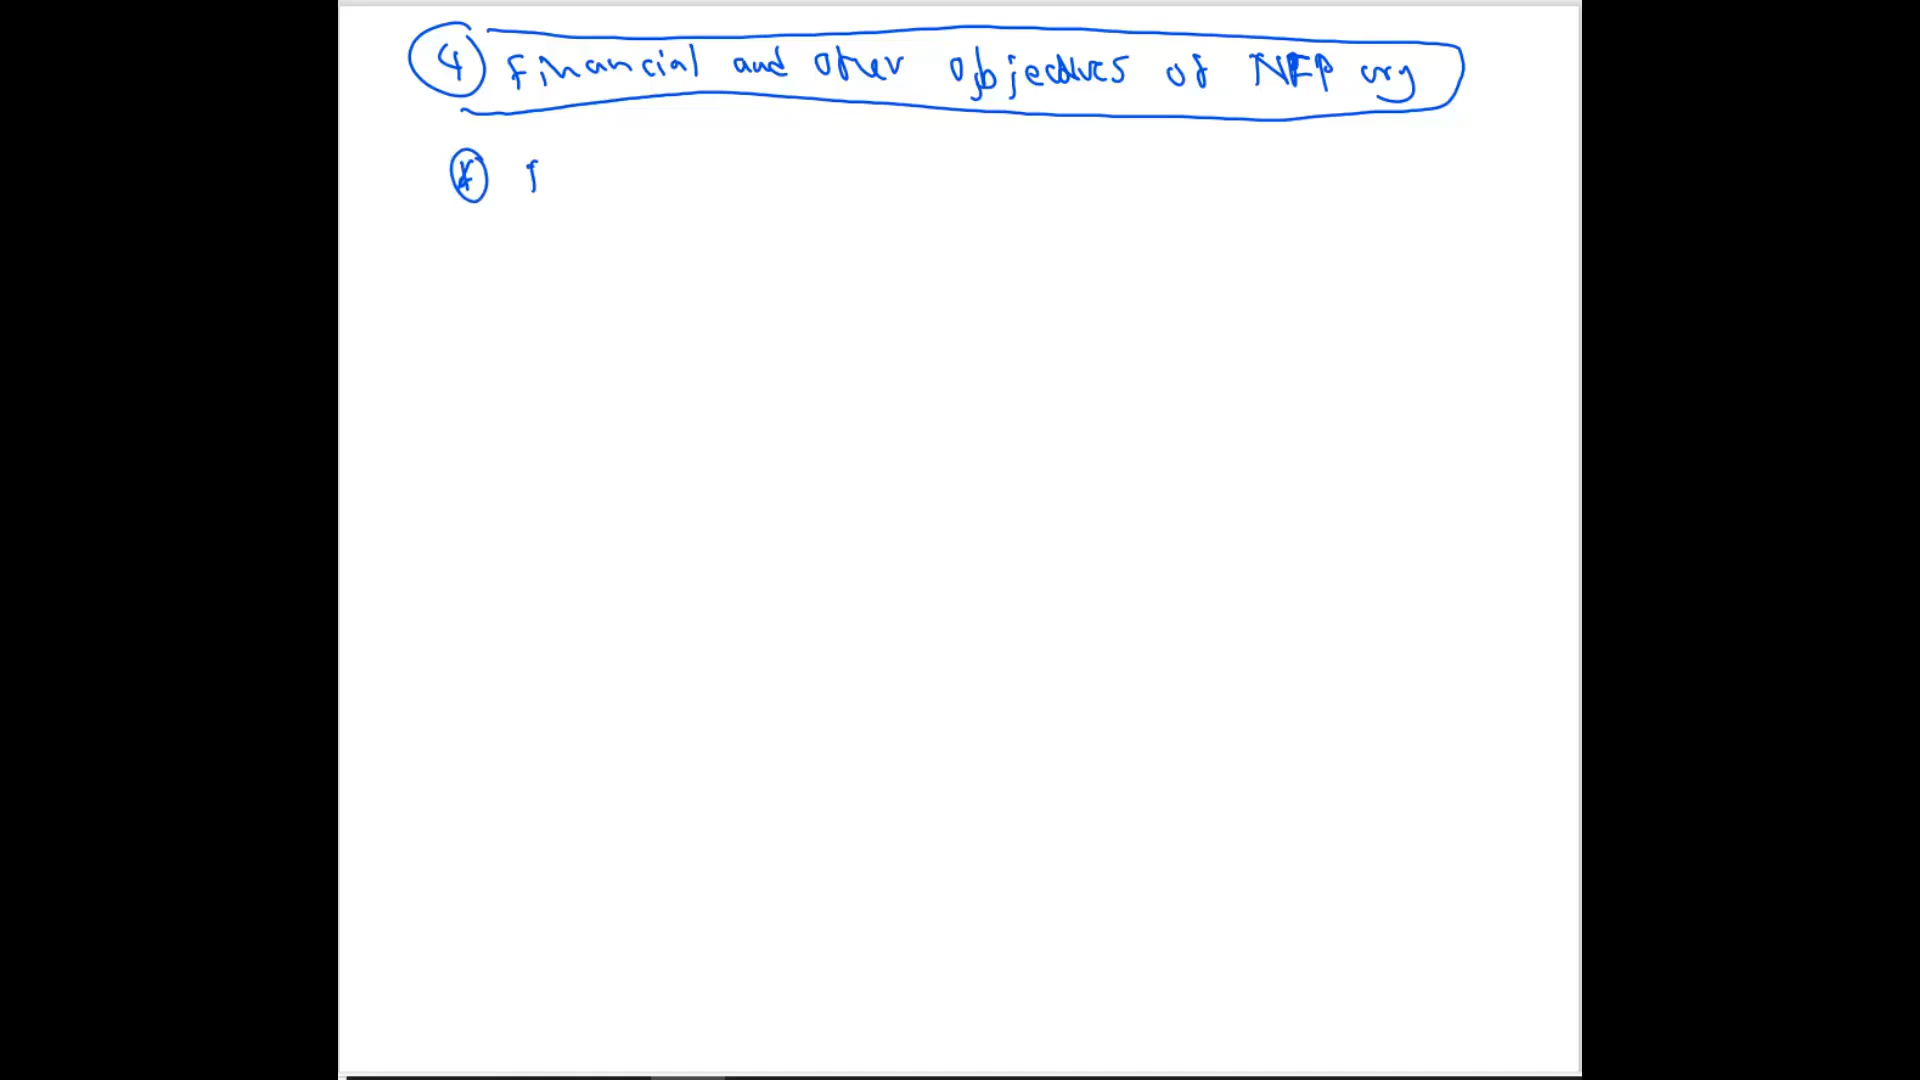 4 Financial and other objectives of NFP org
*